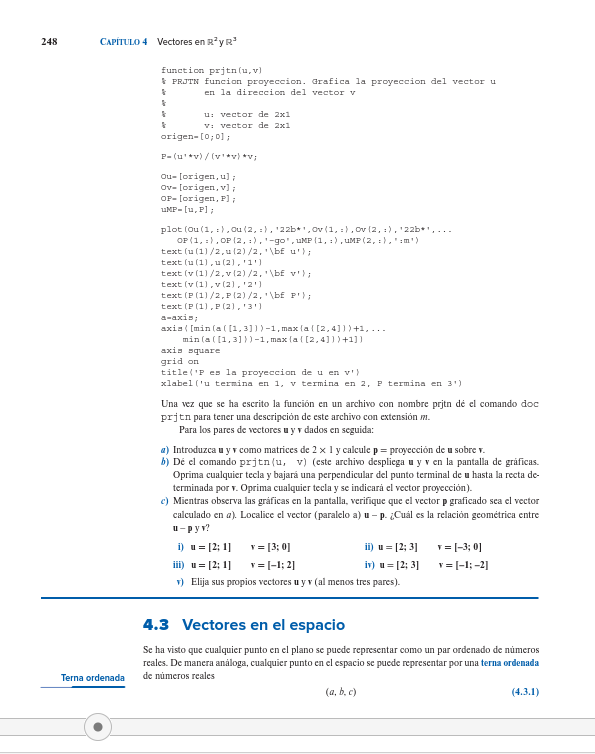 248 CAPÍTULO 4 Vectores en ℝ² y ℝ³
function prjtn(u,v)
% PRJTN funcion proyeccion. Grafica la proyeccion del vector u
% en la direccion del vector v
%
% u: vector de 2x1
% v: vector de 2x1
origen=[0;0];
P=(u'*v)/(v'*v)*v;
Ou=[origen,u];
Ov=[origen,v];
OP=[origen,P];
uMP=[u,P];
plot(Ou(1,:),Ou(2,:),'22b*',Ov(1,:),Ov(2,:),'22b*',...
OP(1,:),OP(2,:),'-go',uMP(1,:),uMP(2,:),':m')
text(u(1)/2,u(2)/2,'\bf u');
text(u(1),u(2),'1')
text(v(1)/2,v(2)/2,'\bf v');
text(v(1),v(2),'2')
text(P(1)/2,P(2)/2,'\bf P');
text(P(1),P(2),'3')
a=axis;
axis([min(a([1,3]))-1,max(a([2,4]))+1,...
min(a([1,3]))-1,max(a([2,4]))+1])
axis square
grid on
title('P es la proyeccion de u en v')
xlabel('u termina en 1, v termina en 2, P termina en 3')
Una vez que se ha escrito la función en un archivo con nombre prjtn dé el comando doc
prjtn para tener una descripción de este archivo con extensión m.
Para los pares de vectores u y v dados en seguida:
a) Introduzca u y v como matrices de 2 × 1 y calcule p = proyección de u sobre v.
b) Dé el comando prjtn(u, v) (este archivo despliega u y v en la pantalla de gráficas.
Oprima cualquier tecla y bajará una perpendicular del punto terminal de u hasta la recta de-
terminada por v. Oprima cualquier tecla y se indicará el vector proyección).
c) Mientras observa las gráficas en la pantalla, verifique que el vector p graficado sea el vector
calculado en a). Localice el vector (paralelo a) u – p. ¿Cuál es la relación geométrica entre
u – p y v?
i) u = [2; 1] v = [3; 0] ii) u = [2; 3] v = [–3; 0]
iii) u = [2; 1] v = [–1; 2] iv) u = [2; 3] v = [–1; –2]
v) Elija sus propios vectores u y v (al menos tres pares).
4.3 Vectores en el espacio
Se ha visto que cualquier punto en el plano se puede representar como un par ordenado de números
reales. De manera análoga, cualquier punto en el espacio se puede representar por una terna ordenada
Terna ordenada de números reales
(a, b, c) (4.3.1)